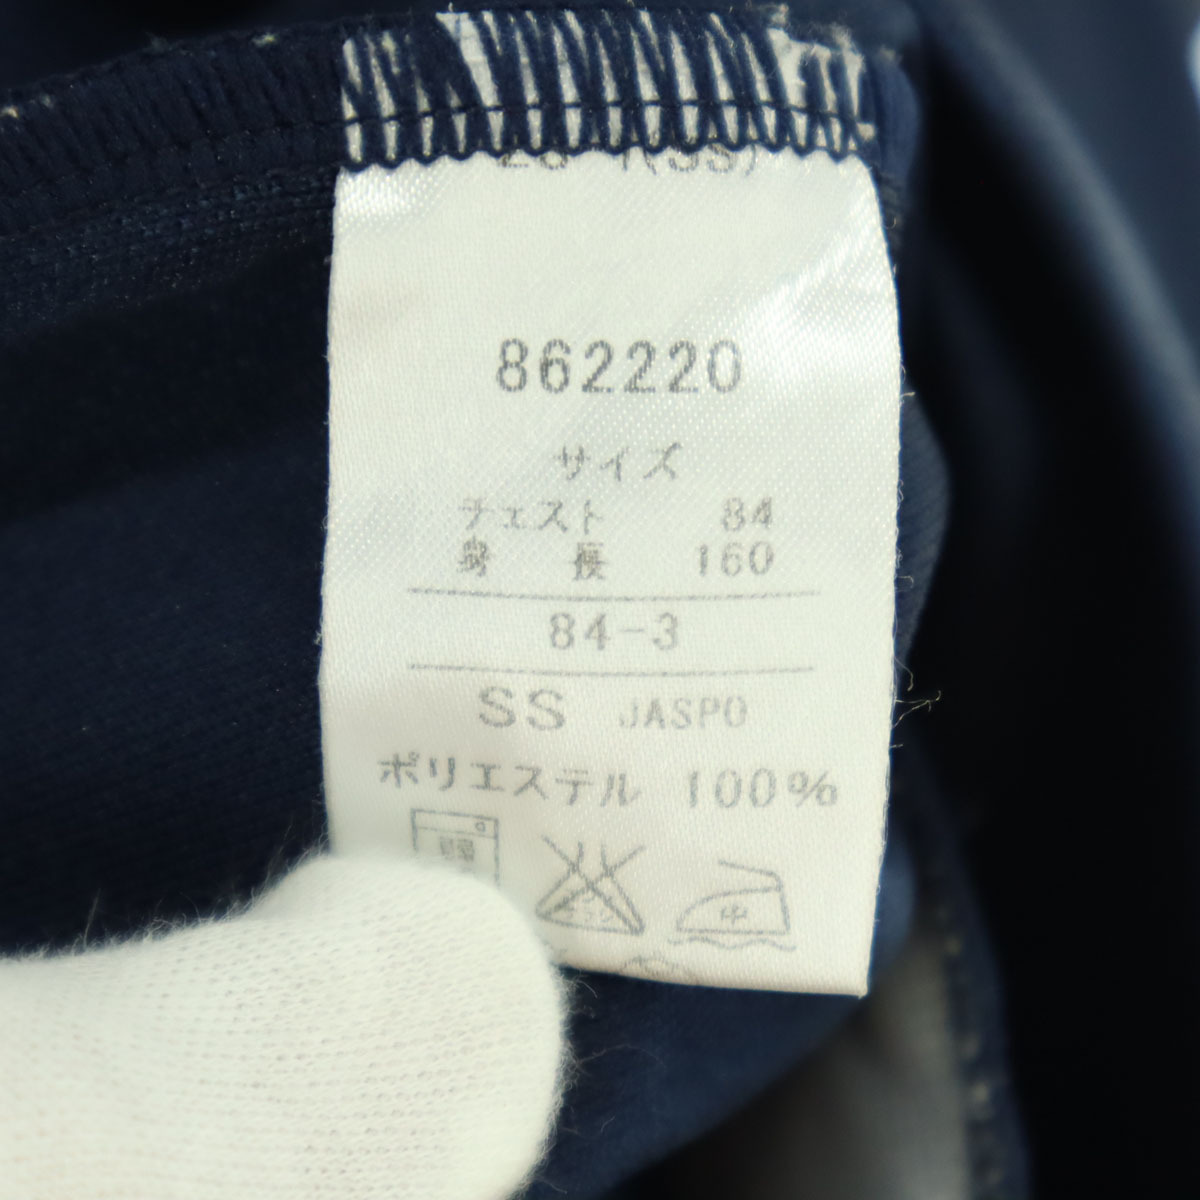 862220
サイズ
チェスト 84
身長 160
84-3
SS JASPO
ポリエステル 100%
中